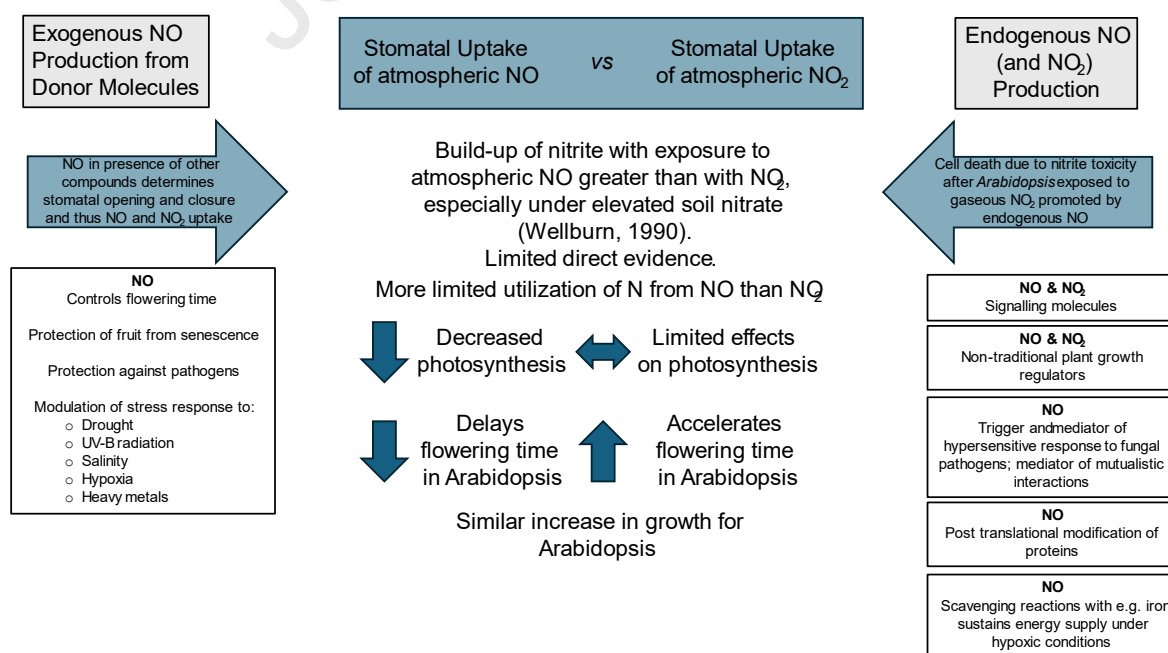 Exogenous NO
Production from
Donor Molecules
Stomatal Uptake
of atmospheric NO
vs
Stomatal Uptake
of atmospheric NO₂
Endogenous NO
(and NO₂)
Production
NO in presence of other
compounds determines
stomatal opening and closure
and thus NO and NO₂ uptake
Build-up of nitrite with exposure to
atmospheric NO greater than with NO₂,
especially under elevated soil nitrate
(Wellburn, 1990).
Limited direct evidence.
More limited utilization of N from NO than NO₂
Cell death due to nitrite toxicity
after Arabidopsis exposed to
gaseous NO₂ promoted by
endogenous NO
NO
Controls flowering time
Protection of fruit from senescence
Protection against pathogens
Modulation of stress response to:
o Drought
o UV-B radiation
o Salinity
o Hypoxia
o Heavy metals
Decreased
photosynthesis
Limited effects
on photosynthesis
Delays
flowering time
in Arabidopsis
Accelerates
flowering time
in Arabidopsis
Similar increase in growth for
Arabidopsis
NO & NO₂
Signalling molecules
NO & NO₂
Non-traditional plant growth
regulators
NO
Trigger and mediator of
hypersensitive response to fungal
pathogens; mediator of mutualistic
interactions
NO
Post translational modification of
proteins
NO
Scavenging reactions with e.g. iron
sustains energy supply under
hypoxic conditions